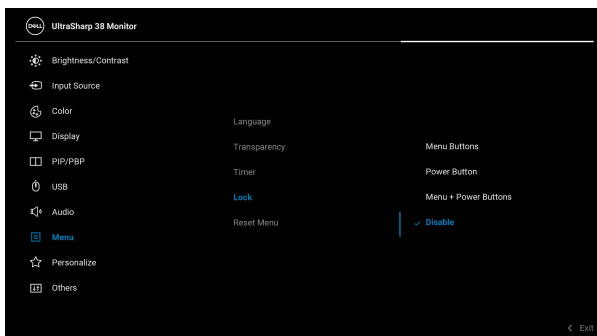 DELL UltraSharp 38 Monitor
Brightness/Contrast
Input Source
Color
Display
PIP/PBP
USB
Audio
Menu
Personalize
Others
Language
Transparency
Timer
Lock
Reset Menu
Menu Buttons
Power Button
Menu + Power Buttons
Disable
Exit